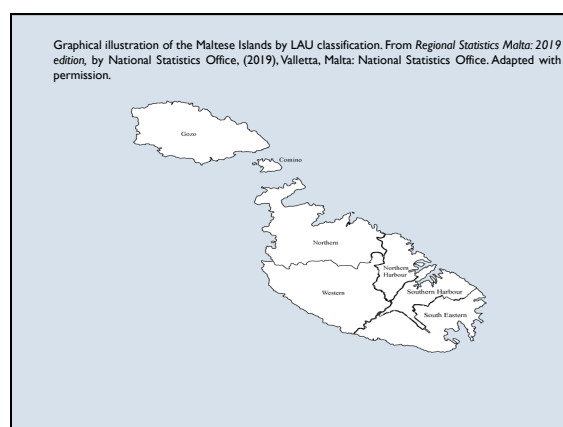 Graphical illustration of the Maltese Islands by LAU classification. From Regional Statistics Malta: 2019
edition, by National Statistics Office, (2019), Valletta, Malta: National Statistics Office. Adapted with
permission.
Gozo
Comino
Northern
Northern
Harbour
Western
Southern Harbour
South Eastern